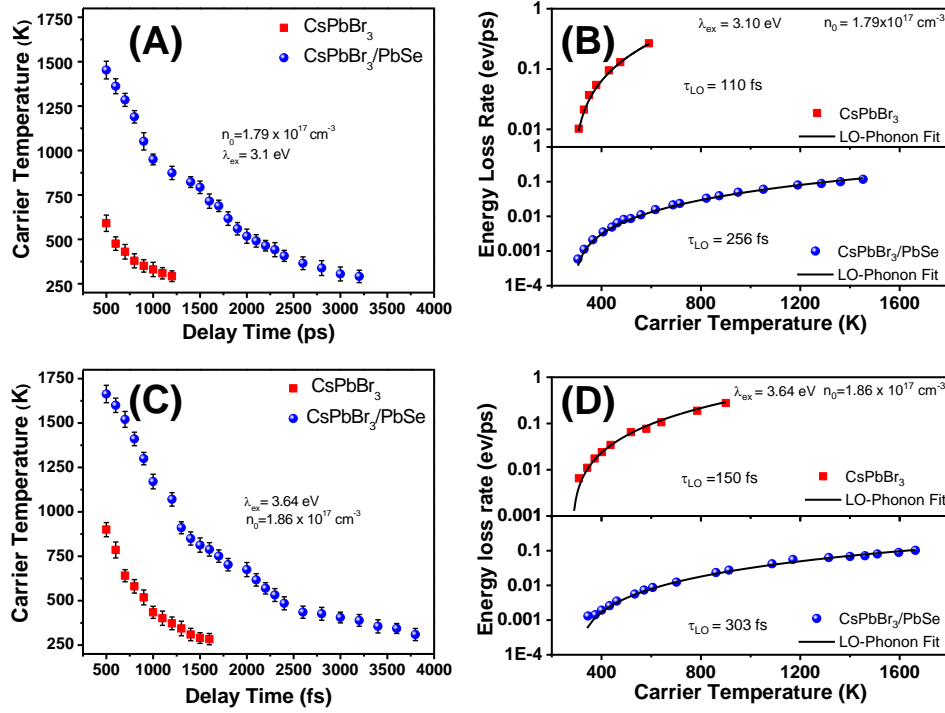 (A)
CsPbBr3
CsPbBr3/PbSe
n0=1.79 x 10^17 cm^-3
λex= 3.1 eV
Carrier Temperature (K)
1750
1500
1250
1000
750
500
250
500 1000 1500 2000 2500 3000 3500 4000
Delay Time (ps)
(B)
λex = 3.10 eV n0 = 1.79x10^17 cm-3
τLO = 110 fs
CsPbBr3
LO-Phonon Fit
τLO = 256 fs
CsPbBr3/PbSe
LO-Phonon Fit
Energy Loss Rate (ev/ps)
1
0.1
0.01
0.1
0.01
0.001
1E-4
400 800 1200 1600
Carrier Temperature (K)
(C)
CsPbBr3
CsPbBr3/PbSe
λex = 3.64 eV
n0=1.86 x 10^17 cm^-3
Carrier Temperature (K)
1750
1500
1250
1000
750
500
250
500 1000 1500 2000 2500 3000 3500 4000
Delay Time (fs)
(D)
λex = 3.64 eV n0=1.86 x 10^17 cm^-3
τLO =150 fs
CsPbBr3
LO-Phonon Fit
τLO = 303 fs
CsPbBr3/PbSe
LO-Phonon Fit
Energy loss rate (ev/ps)
1
0.1
0.01
0.001
0.1
0.01
0.001
1E-4
400 800 1200 1600
Carrier Temperature (K)